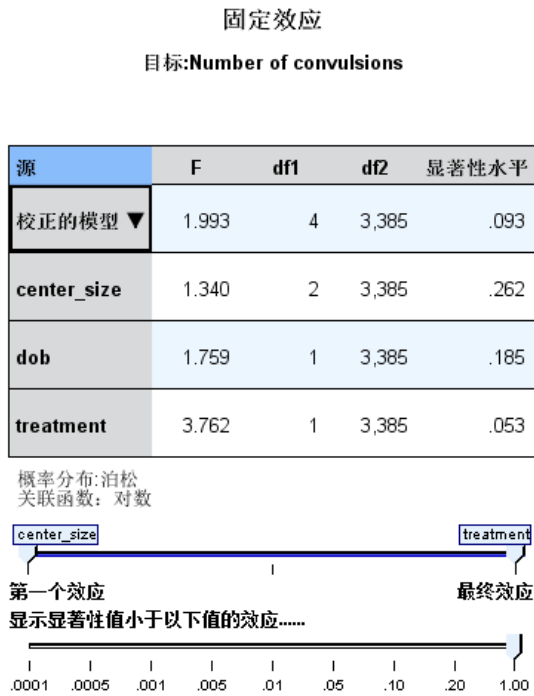 固定效应
目标:Number of convulsions
源 F df1 df2 显著性水平
校正的模型 ▼ 1.993 4 3,385 .093
center_size 1.340 2 3,385 .262
dob 1.759 1 3,385 .185
treatment 3.762 1 3,385 .053
概率分布:泊松
关联函数：对数
center_size treatment
第一个效应 最终效应
显示显著性值小于以下值的效应......
.0001 .0005 .001 .005 .01 .05 .10 .20 1.00